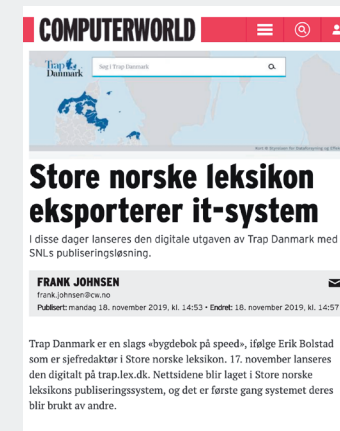 COMPUTERWORLD
Trap
Danmark
Søg i Trap Danmark
Store norske leksikon
eksporterer it-system
I disse dager lanseres den digitale utgaven av Trap Danmark med
SNLs publiseringsløsning.
FRANK JOHNSEN
frank.johnsen@cw.no
Publisert: mandag 18. november 2019, kl. 14:53 • Endret: 18. november 2019, kl. 14:57
Trap Danmark er en slags «bygdebok på speed», ifølge Erik Bolstad
som er sjefredaktør i Store norske leksikon. 17. november lanseres
den digitalt på trap.lex.dk. Nettsidene blir laget i Store norske
leksikons publiseringssystem, og det er første gang systemet deres
blir brukt av andre.